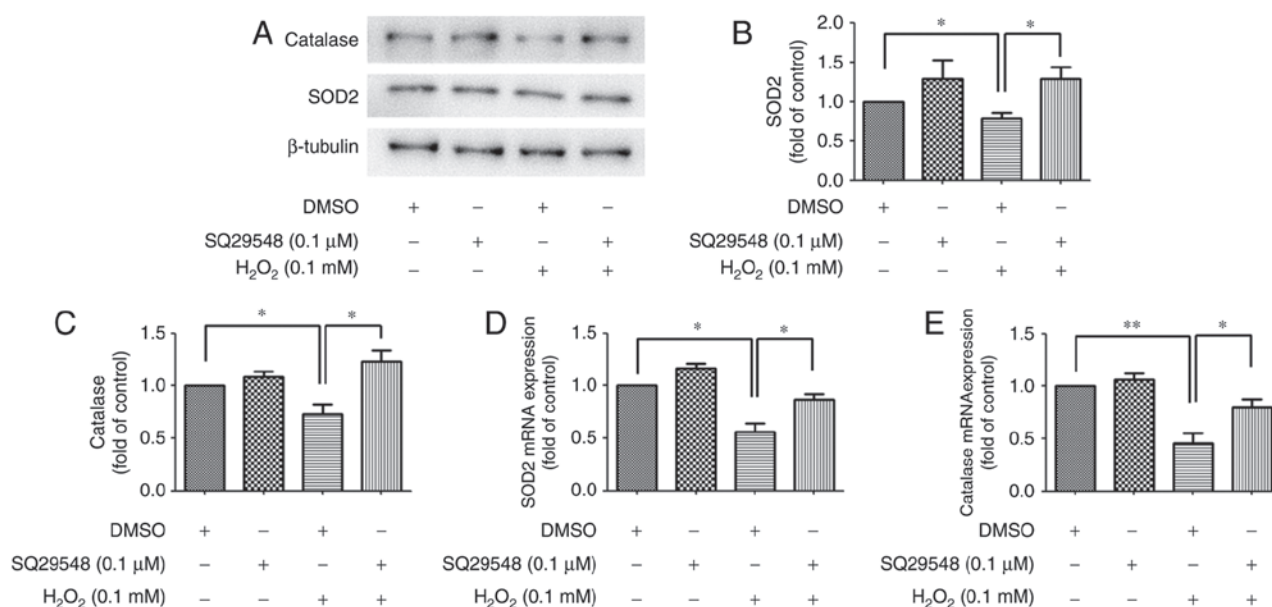 A
Catalase
SOD2
β-tubulin
DMSO + − + −
SQ29548 (0.1 μM) − + − +
H₂O₂ (0.1 mM) − − + +
B
SOD2
(fold of control)
2.0
1.5
1.0
0.5
0.0
* *
DMSO + − + −
SQ29548 (0.1 μM) − + − +
H₂O₂ (0.1 mM) − − + +
C
Catalase
(fold of control)
1.5
1.0
0.5
0.0
* *
DMSO + − + −
SQ29548 (0.1 μM) − + − +
H₂O₂ (0.1 mM) − − + +
D
SOD2 mRNA expression
(fold of control)
1.5
1.0
0.5
0.0
* *
DMSO + − + −
SQ29548 (0.1 μM) − + − +
H₂O₂ (0.1 mM) − − + +
E
Catalase mRNAexpression
(fold of control)
1.5
1.0
0.5
0.0
** *
DMSO + − + −
SQ29548 (0.1 μM) − + − +
H₂O₂ (0.1 mM) − − + +